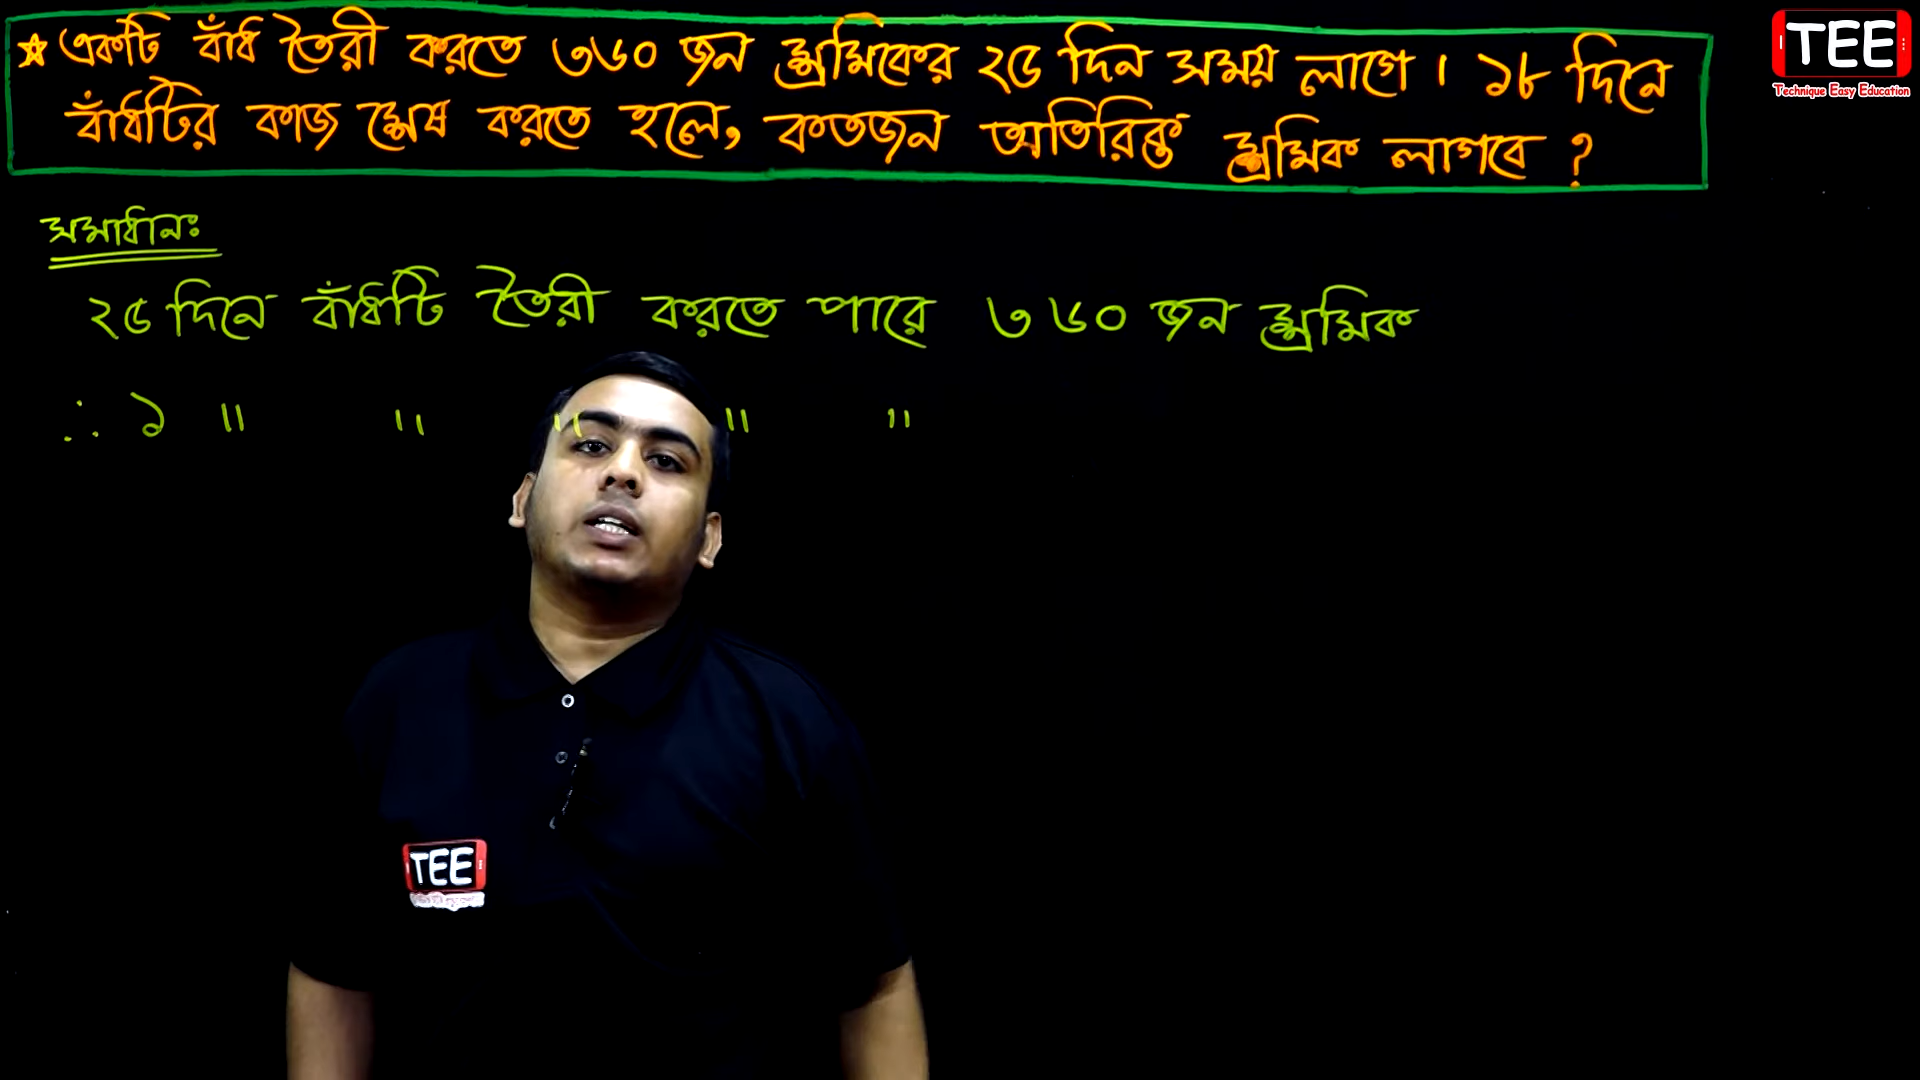 ☆ একটি বাঁধ তৈরী করতে ৩৬০ জন শ্রমিকের ২৫ দিন সময় লাগে। ১৮ দিনে
বাঁধটির কাজ শেষ করতে হলে, কতজন অতিরিক্ত শ্রমিক লাগবে?
TEE
Technique Easy Education
সমাধানঃ
২৫ দিনে বাঁধটি তৈরী করতে পারে ৩৬০ জন শ্রমিক
∴ ১ " " " " "
TEE